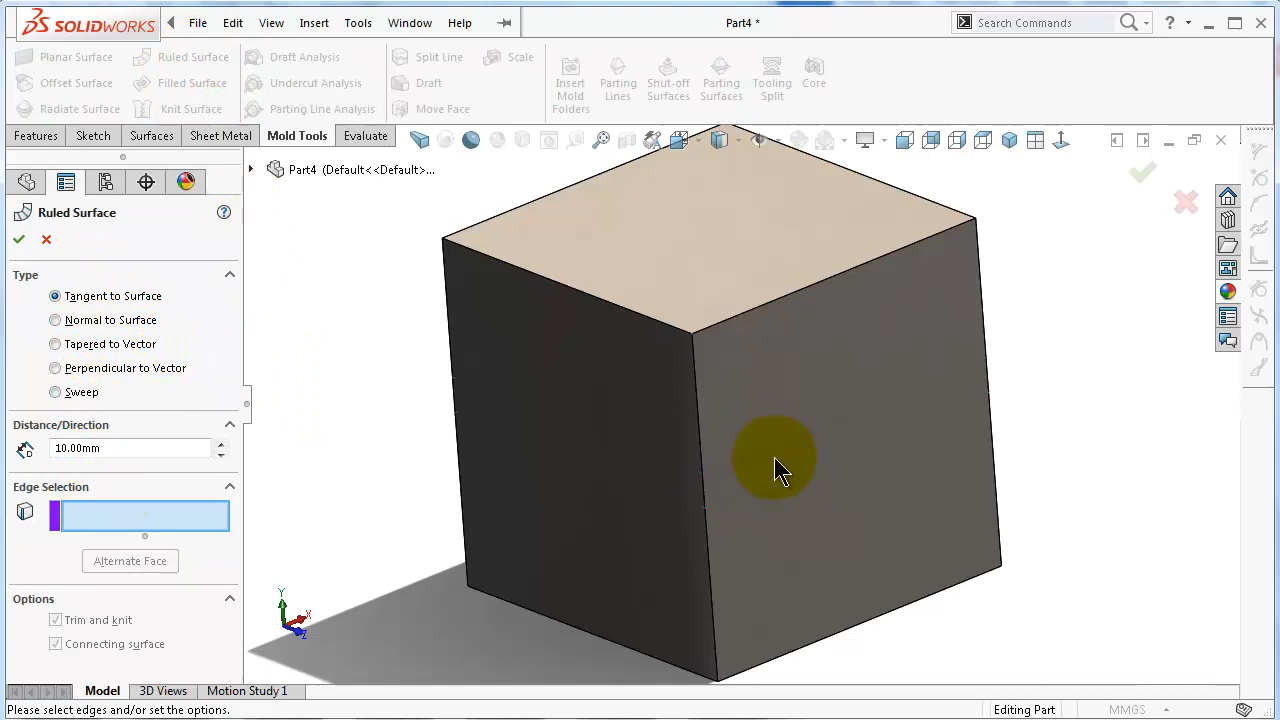 SOLIDWORKS File Edit View Insert Tools Window Help Part4 * Search Commands ?
Planar Surface Ruled Surface Draft Analysis Split Line Scale
Offset Surface Filled Surface Undercut Analysis Draft
Radiate Surface Knit Surface Parting Line Analysis Move Face
Insert Mold Folders
Parting Lines
Shut-off Surfaces
Parting Surfaces
Tooling Split
Core
Features Sketch Surfaces Sheet Metal Mold Tools Evaluate
Part4 (Default<<Default>...
Ruled Surface ?
Type
Tangent to Surface
Normal to Surface
Tapered to Vector
Perpendicular to Vector
Sweep
Distance/Direction
10.00mm
Edge Selection
Alternate Face
Options
Trim and knit
Connecting surface
Y
X
Z
Model 3D Views Motion Study 1
Please select edges and/or set the options. Editing Part MMGS